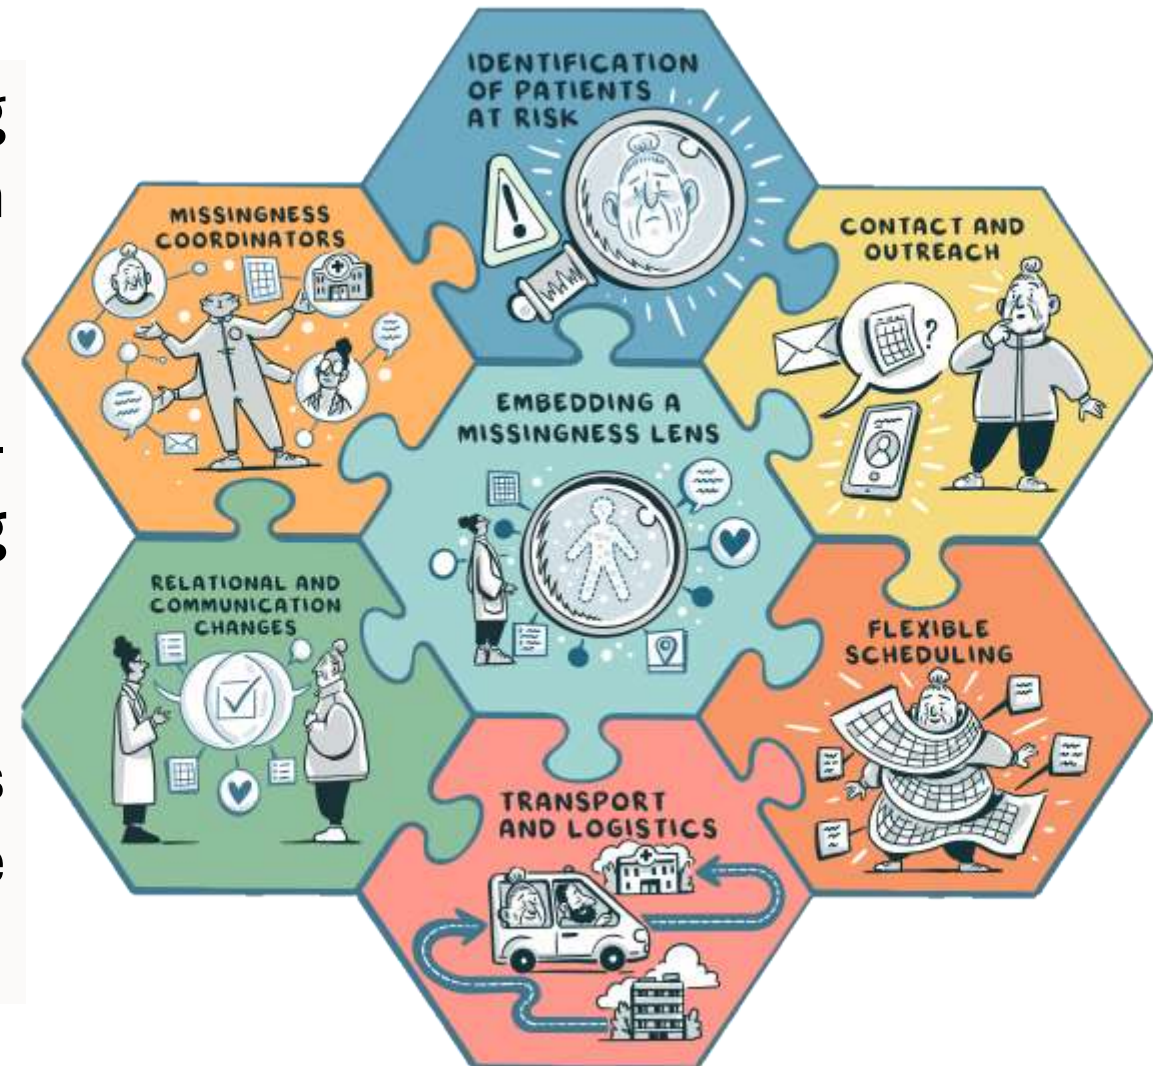 IDENTIFICATION
OF PATIENTS
AT RISK
MISSINGNESS
COORDINATORS
CONTACT AND
OUTREACH
?
EMBEDDING A
MISSINGNESS LENS
RELATIONAL AND
COMMUNICATION
CHANGES
FLEXIBLE
SCHEDULING
TRANSPORT
AND LOGISTICS